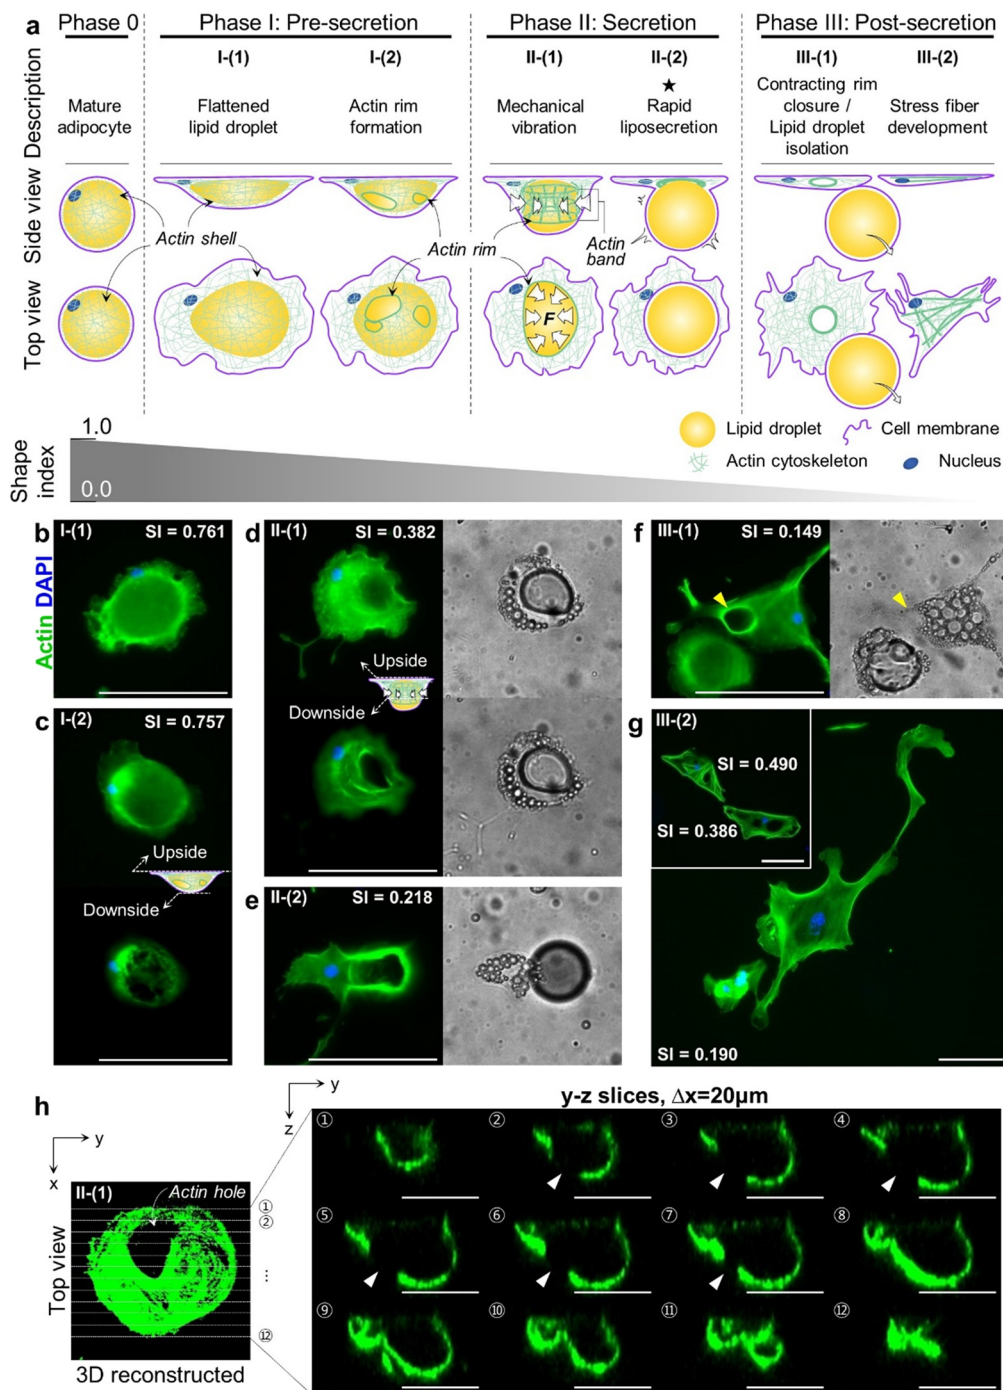 a
Phase 0
Phase I: Pre-secretion
Phase II: Secretion
Phase III: Post-secretion
I-(1)
I-(2)
II-(1)
II-(2)
III-(1)
III-(2)
★
Description
Mature
adipocyte
Flattened
lipid droplet
Actin rim
formation
Mechanical
vibration
Rapid
liposecretion
Contracting rim
closure /
Lipid droplet
isolation
Stress fiber
development
Side view
Actin shell
Actin rim
Actin
band
Top view
F
Lipid droplet
Cell membrane
Actin cytoskeleton
Nucleus
Shape
index
1.0
0.0
Actin DAPI
b
I-(1)
SI = 0.761
c
I-(2)
SI = 0.757
Upside
Downside
d
II-(1)
SI = 0.382
Upside
Downside
e
II-(2)
SI = 0.218
f
III-(1)
SI = 0.149
g
III-(2)
SI = 0.490
SI = 0.386
SI = 0.190
h
y
x
y
z
y-z slices, Δx=20μm
II-(1)
Actin hole
Top view
①
②
...
⑫
3D reconstructed
①
②
③
④
⑤
⑥
⑦
⑧
⑨
⑩
⑪
⑫